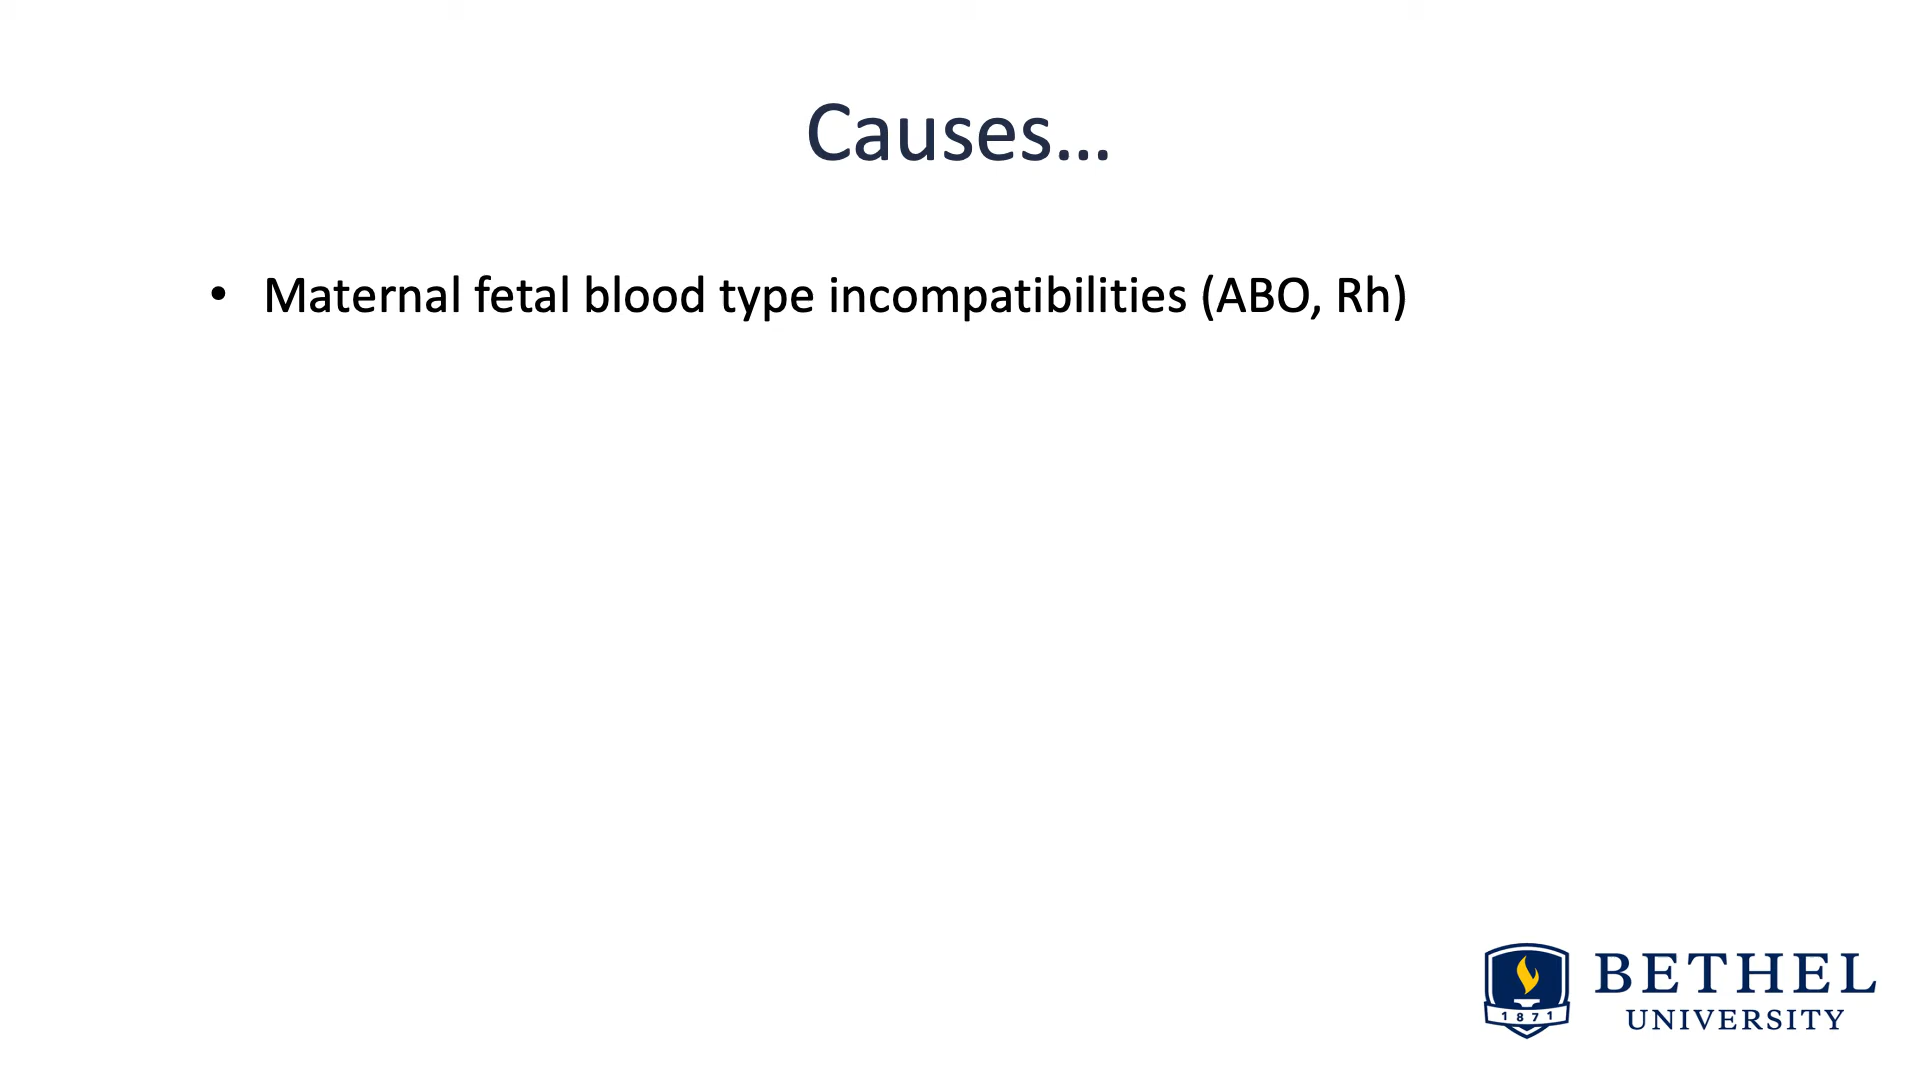 Causes…
• Maternal fetal blood type incompatibilities (ABO, Rh)
BETHEL
UNIVERSITY
1871